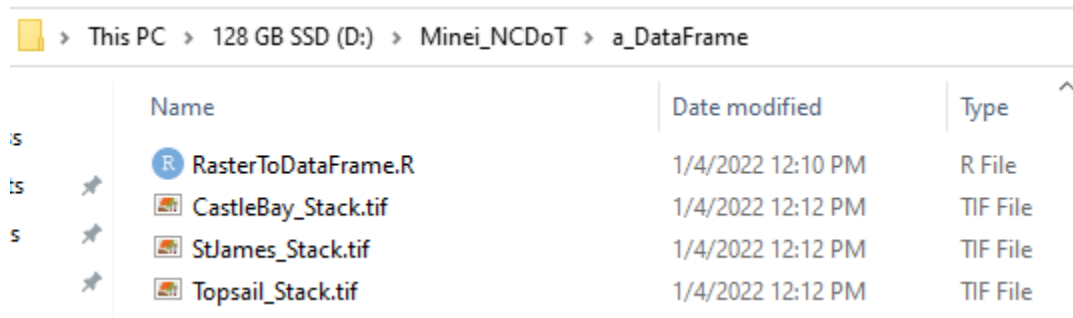 This PC > 128 GB SSD (D:) > Minei_NCDoT > a_DataFrame
Name Date modified Type
R RasterToDataFrame.R 1/4/2022 12:10 PM R File
CastleBay_Stack.tif 1/4/2022 12:12 PM TIF File
StJames_Stack.tif 1/4/2022 12:12 PM TIF File
Topsail_Stack.tif 1/4/2022 12:12 PM TIF File